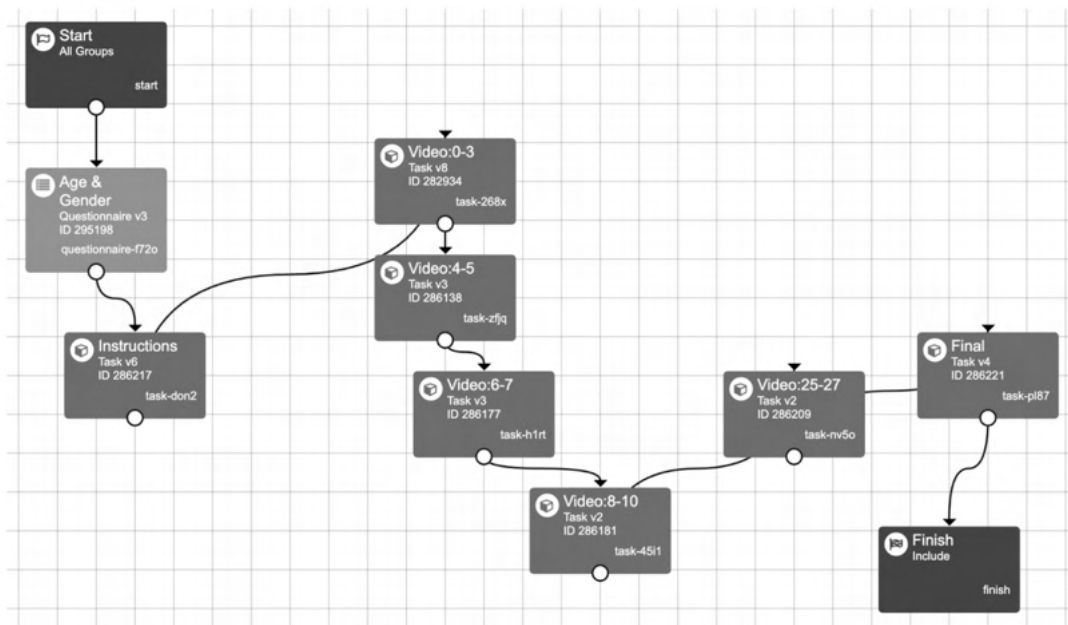 Start
All Groups
start
Age &
Gender
Questionnaire v3
ID 295198
questionnaire-f72o
Instructions
Task v6
ID 286217
task-don2
Video:0-3
Task v8
ID 282934
task-268x
Video:4-5
Task v3
ID 286138
task-zfjq
Video:6-7
Task v3
ID 286177
task-h1rt
Video:8-10
Task v2
ID 286181
task-45i1
Video:25-27
Task v2
ID 286209
task-nv5o
Final
Task v4
ID 286221
task-pl87
Finish
Include
finish